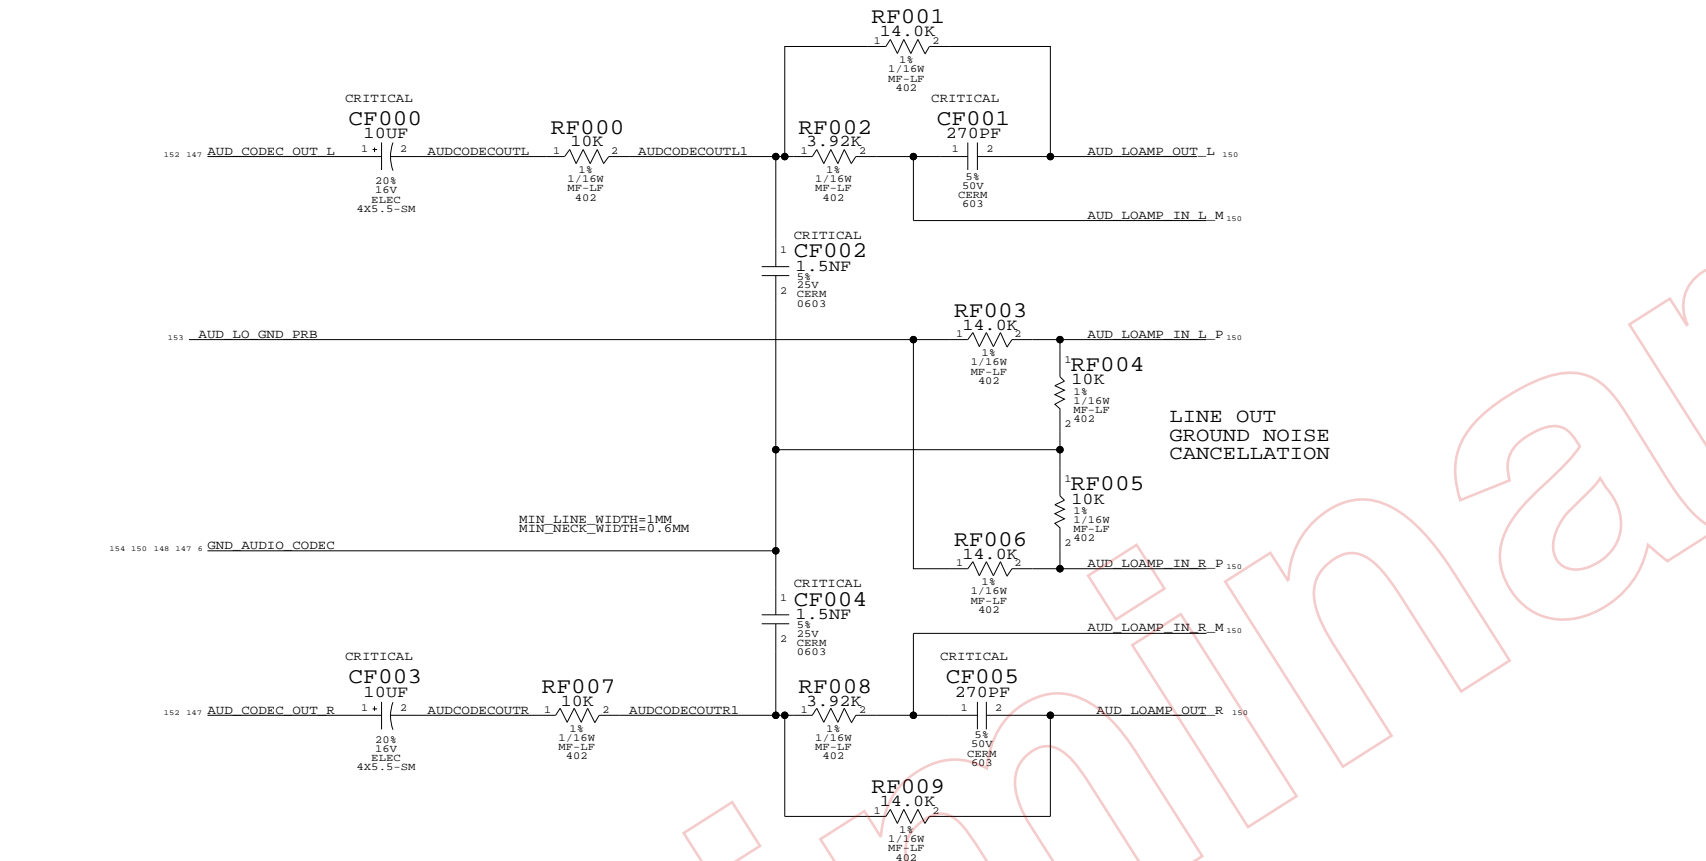 RF001
14.0K
1 2
1%
1/16W
MF-LF
402
CRITICAL
CF000
10UF
1 + 2
20%
16V
ELEC
4X5.5-SM
RF000
10K
1 2
1%
1/16W
MF-LF
402
RF002
3.92K
1 2
1%
1/16W
MF-LF
402
CRITICAL
CF001
270PF
1 2
5%
50V
CERM
603
152 147 AUD_CODEC_OUT_L
AUDCODECOUTL
AUDCODECOUTL1
AUD_LOAMP_OUT_L 150
AUD_LOAMP_IN_L_M 150
CRITICAL
1 CF002
1.5NF
5%
25V
2 CERM
0603
153 AUD_LO_GND_PRB
RF003
14.0K
1 2
1%
1/16W
MF-LF
402
AUD_LOAMP_IN_L_P 150
1 RF004
10K
1%
1/16W
MF-LF
2 402
LINE OUT
GROUND NOISE
CANCELLATION
1 RF005
10K
1%
1/16W
MF-LF
2 402
MIN_LINE_WIDTH=1MM
MIN_NECK_WIDTH=0.6MM
154 150 148 147 6 GND_AUDIO_CODEC
RF006
14.0K
1 2
1%
1/16W
MF-LF
402
AUD_LOAMP_IN_R_P 150
CRITICAL
1 CF004
1.5NF
5%
25V
2 CERM
0603
AUD_LOAMP_IN_R_M 150
CRITICAL
CF003
10UF
1 + 2
20%
16V
ELEC
4X5.5-SM
RF007
10K
1 2
1%
1/16W
MF-LF
402
RF008
3.92K
1 2
1%
1/16W
MF-LF
402
CRITICAL
CF005
270PF
1 2
5%
50V
CERM
603
152 147 AUD_CODEC_OUT_R
AUDCODECOUTR
AUDCODECOUTR1
AUD_LOAMP_OUT_R 150
RF009
14.0K
1 2
1%
1/16W
MF-LF
402